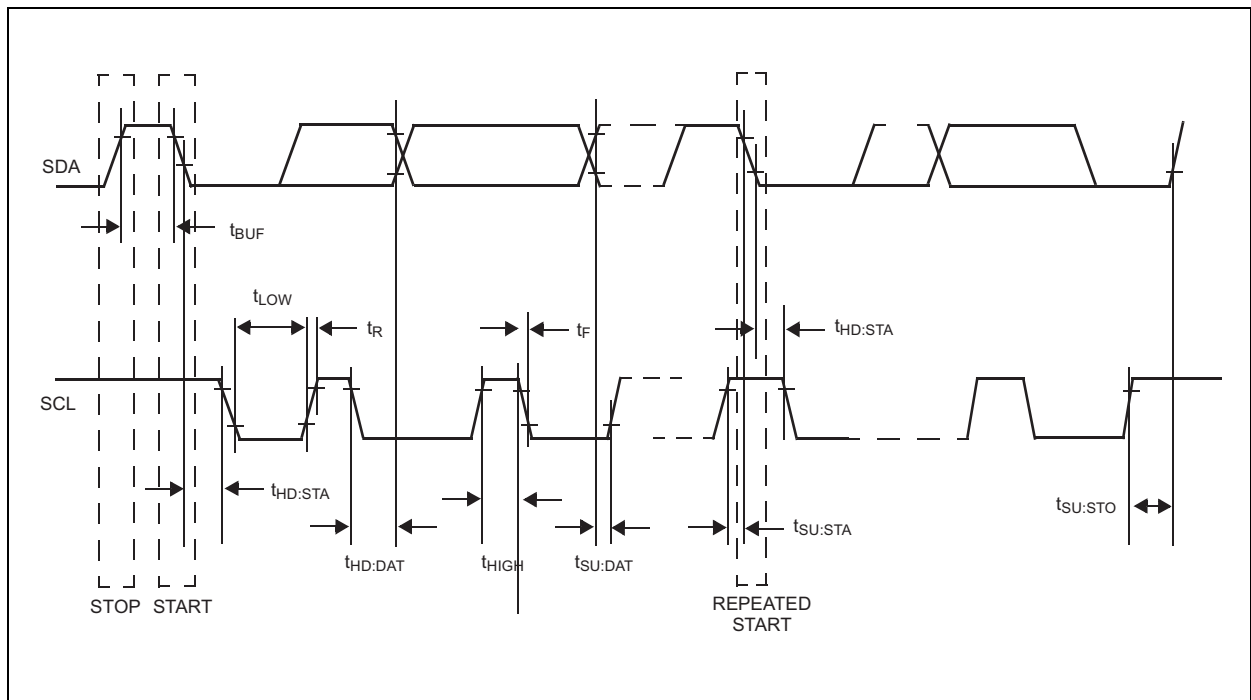 SDA
tBUF
tLOW
tR
tF
tHD:STA
SCL
tHD:STA
tSU:STA
tSU:STO
tHD:DAT
tHIGH
tSU:DAT
STOP
START
REPEATED
START